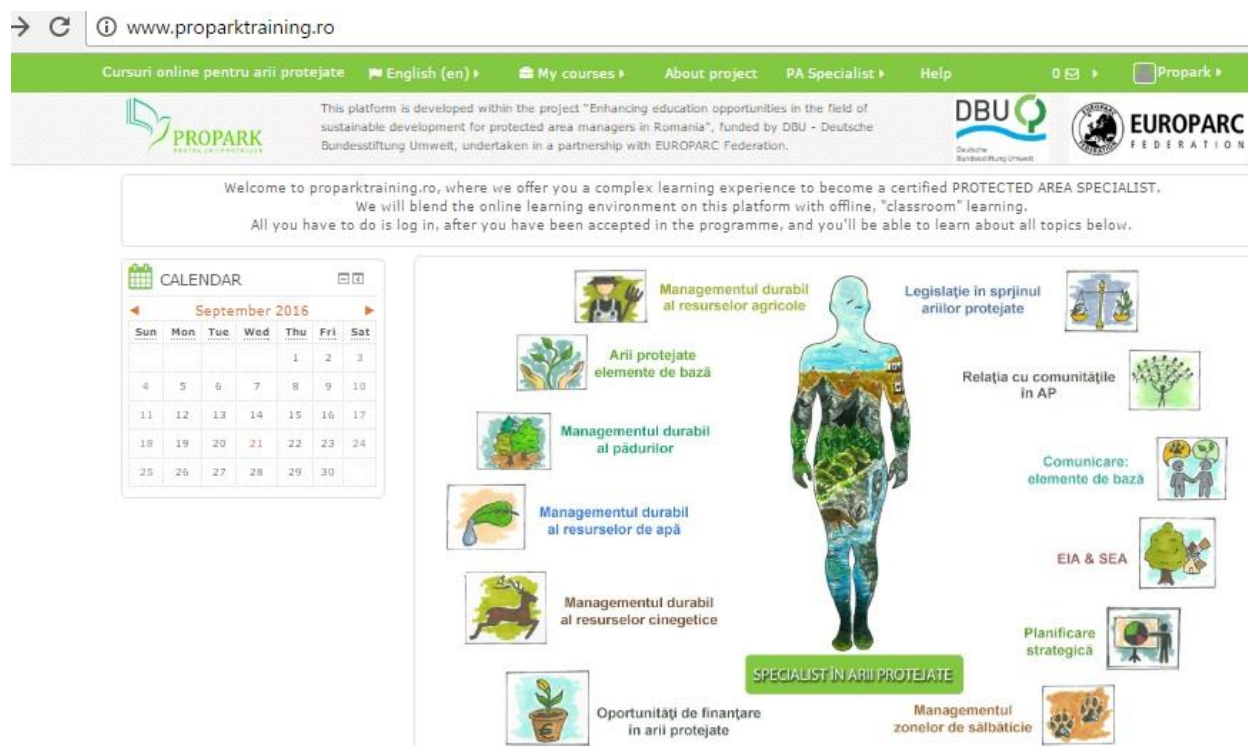 www.proparktraining.ro
Cursuri online pentru arii protejate English (en) My courses About project PA Specialist Help 0 Propark
PROPARK
This platform is developed within the project "Enhancing education opportunities in the field of
sustainable development for protected area managers in Romania", funded by DBU - Deutsche
Bundesstiftung Umwelt, undertaken in a partnership with EUROPARC Federation.
DBU
Deutsche
Bundesstiftung Umwelt
EUROPARC
FEDERATION
Welcome to proparktraining.ro, where we offer you a complex learning experience to become a certified PROTECTED AREA SPECIALIST.
We will blend the online learning environment on this platform with offline, "classroom" learning.
All you have to do is log in, after you have been accepted in the programme, and you'll be able to learn about all topics below.
CALENDAR
September 2016
Sun Mon Tue Wed Thu Fri Sat
1 2 3
4 5 6 7 8 9 10
11 12 13 14 15 16 17
18 19 20 21 22 23 24
25 26 27 28 29 30
Managementul durabil
al resurselor agricole
Arii protejate
elemente de bază
Managementul durabil
al pădurilor
Managementul durabil
al resurselor de apă
Managementul durabil
al resurselor cinegetice
Oportunităţi de finanţare
în arii protejate
Legislaţie în sprjinul
ariilor protejate
Relaţia cu comunităţile
în AP
Comunicare:
elemente de bază
EIA & SEA
Planificare
strategică
Managementul
zonelor de sălbăticie
SPECIALIST ÎN ARII PROTEJATE